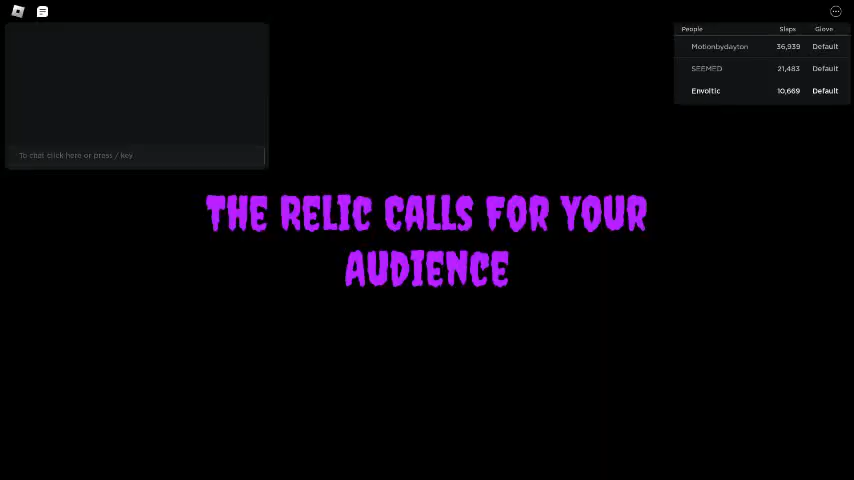 People Slaps Glove
Motionbydayton 36,939 Default
SEEMED 21,483 Default
Envoltic 10,669 Default
To chat click here or press / key
THE RELIC CALLS FOR YOUR
AUDIENCE